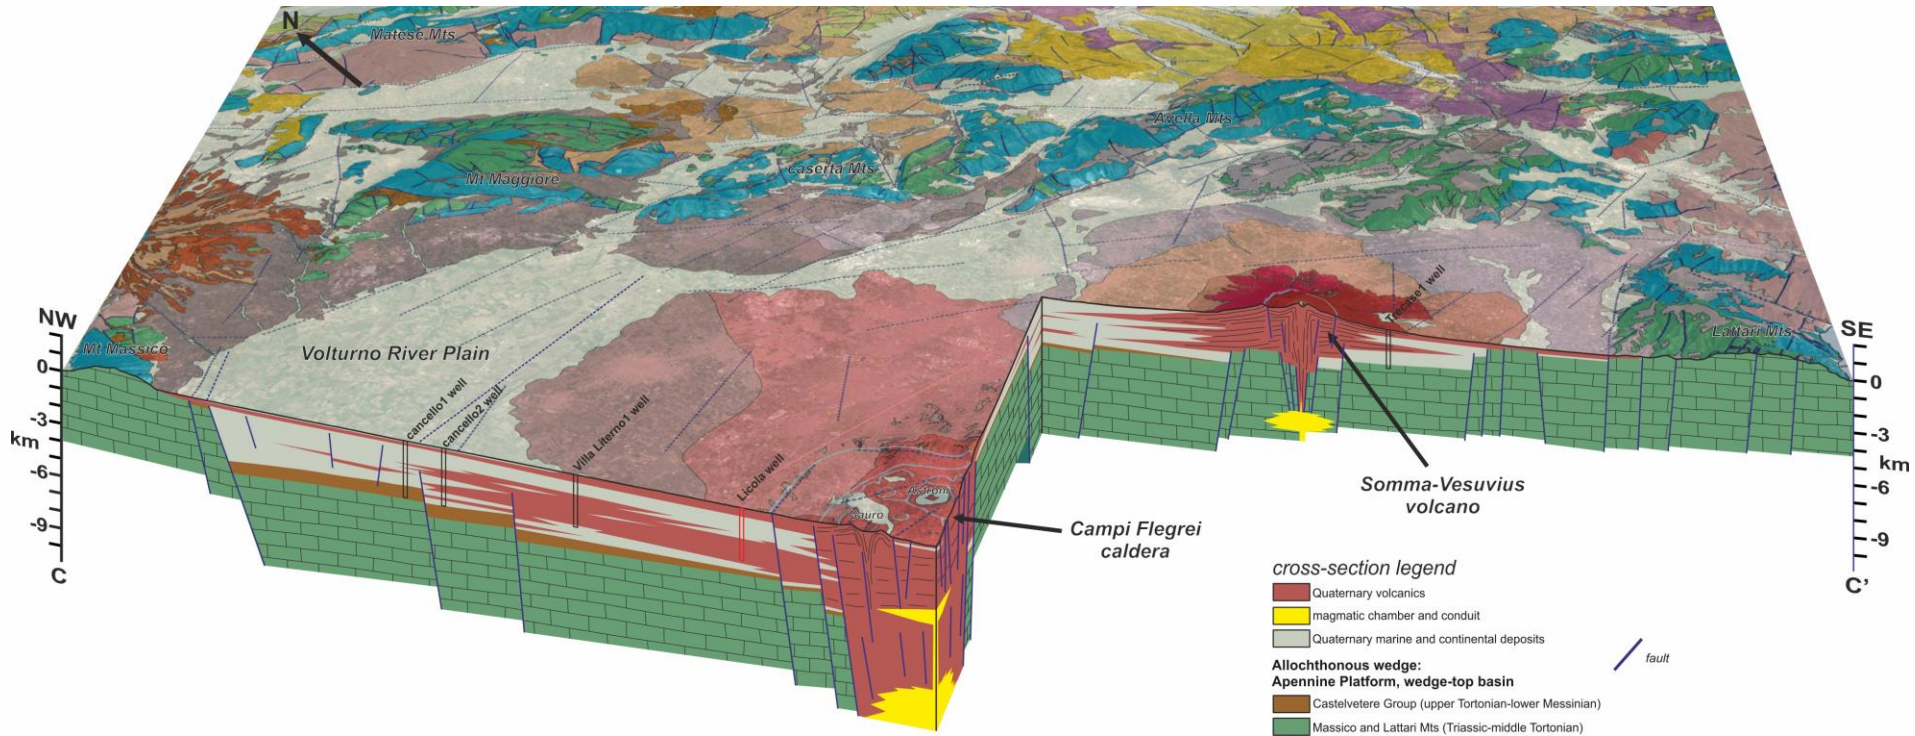 N
Matese Mts
Avella Mts
caserta Mts
Mt Maggiore
Trecase1 well
NW
SE
Mt Massico
Volturno River Plain
Lattari Mts
0
-3
km
-6
-9
C
cancello1 well
cancello2 well
Villa Literno1 well
Licola well
Astroni
Gauro
0
-3
km
-6
-9
C'
Somma-Vesuvius
volcano
Campi Flegrei
caldera
cross-section legend
Quaternary volcanics
magmatic chamber and conduit
Quaternary marine and continental deposits
fault
Allochthonous wedge:
Apennine Platform, wedge-top basin
Castelvetere Group (upper Tortonian-lower Messinian)
Massico and Lattari Mts (Triassic-middle Tortonian)